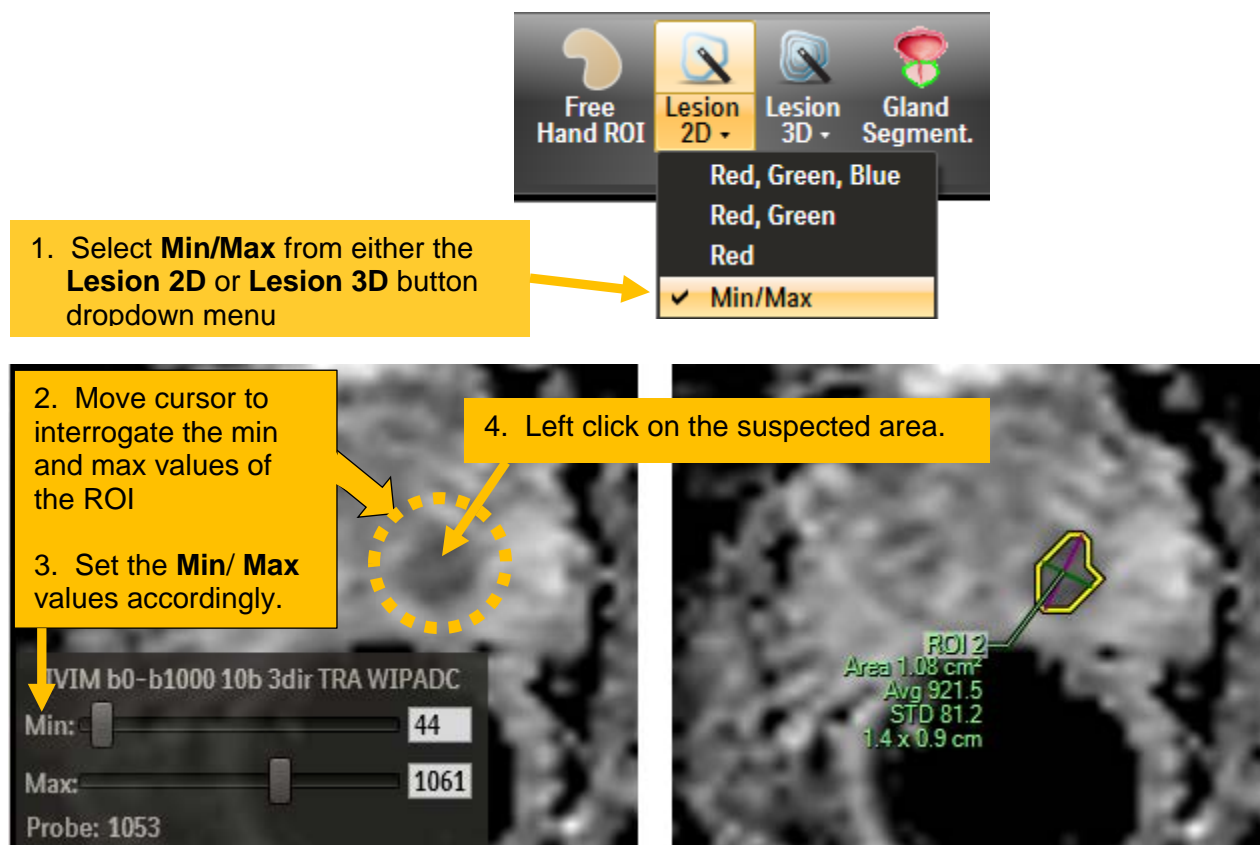 Free
Hand ROI
Lesion
2D
Lesion
3D
Gland
Segment.
Red, Green, Blue
Red, Green
Red
Min/Max
1. Select Min/Max from either the
Lesion 2D or Lesion 3D button
dropdown menu
2. Move cursor to
interrogate the min
and max values of
the ROI
3. Set the Min/ Max
values accordingly.
4. Left click on the suspected area.
IVIM b0-b1000 10b 3dir TRA WIPADC
Min: 44
Max: 1061
Probe: 1053
ROI 2
Area 1.08 cm²
Avg 921.5
STD 81.2
1.4 x 0.9 cm